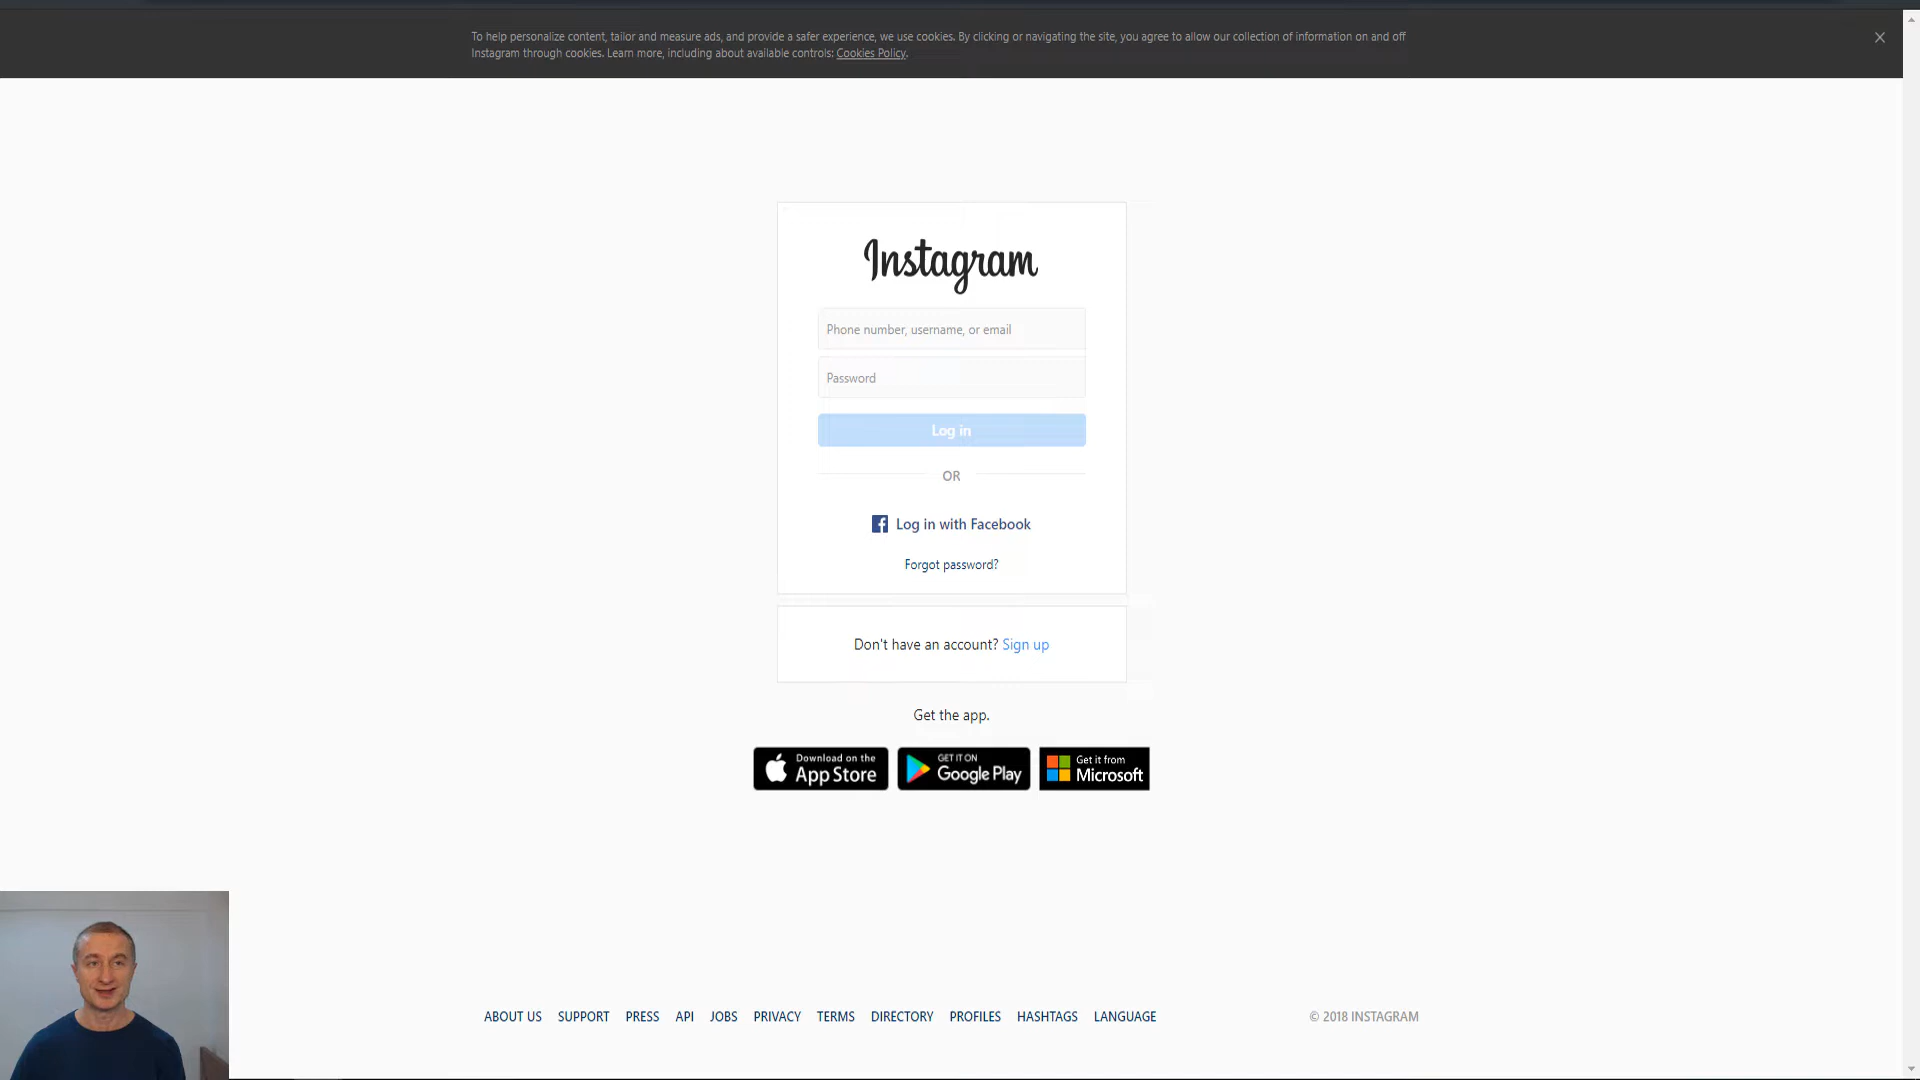 To help personalize content, tailor and measure ads, and provide a safer experience, we use cookies. By clicking or navigating the site, you agree to allow our collection of information on and off
Instagram through cookies. Learn more, including about available controls: Cookies Policy.
Instagram
Phone number, username, or email
Password
Log in
OR
Log in with Facebook
Forgot password?
Don't have an account? Sign up
Get the app.
Download on the
App Store
GET IT ON
Google Play
Get it from
Microsoft
ABOUT US SUPPORT PRESS API JOBS PRIVACY TERMS DIRECTORY PROFILES HASHTAGS LANGUAGE © 2018 INSTAGRAM